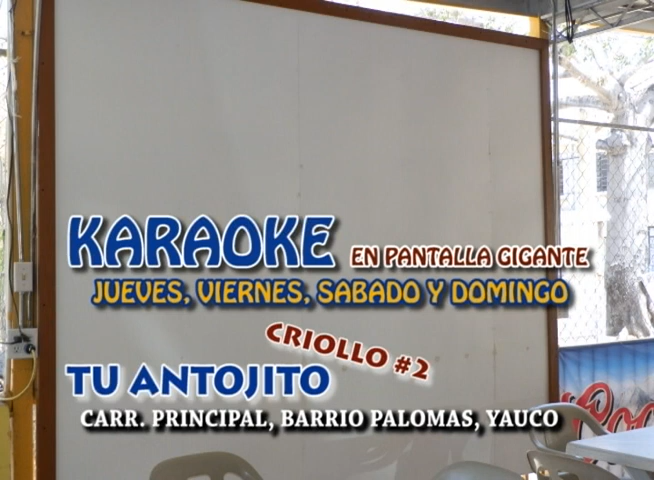 KARAOKE EN PANTALLA GIGANTE
JUEVES, VIERNES, SABADO Y DOMINGO
CRIOLLO #2
TU ANTOJITO
CARR. PRINCIPAL, BARRIO PALOMAS, YAUCO